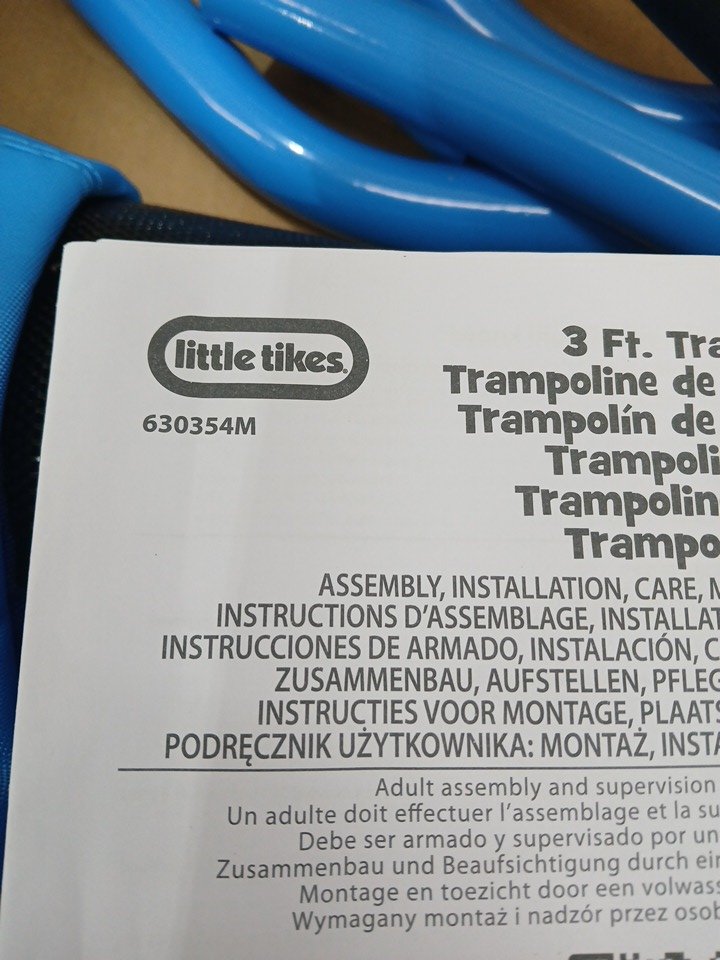 little tikes®
630354M
3 Ft. Tra
Trampoline de
Trampolín de
Trampoli
Trampolin
Trampo
ASSEMBLY, INSTALLATION, CARE, M
INSTRUCTIONS D'ASSEMBLAGE, INSTALLAT
INSTRUCCIONES DE ARMADO, INSTALACIÓN, C
ZUSAMMENBAU, AUFSTELLEN, PFLEG
INSTRUCTIES VOOR MONTAGE, PLAATS
PODRĘCZNIK UŻYTKOWNIKA: MONTAŻ, INSTA
Adult assembly and supervision
Un adulte doit effectuer l'assemblage et la su
Debe ser armado y supervisado por un
Zusammenbau und Beaufsichtigung durch ein
Montage en toezicht door een volwass
Wymagany montaż i nadzór przez osob